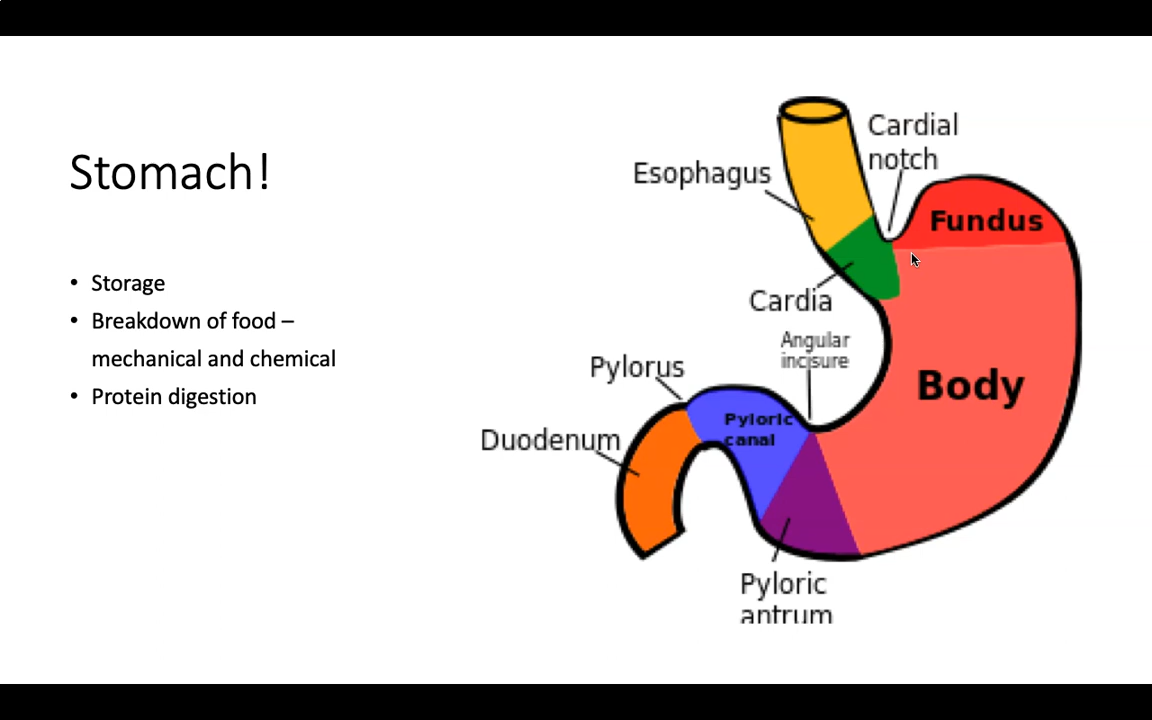 Stomach!
• Storage
• Breakdown of food –
mechanical and chemical
• Protein digestion
Cardial
notch
Esophagus
Fundus
Cardia
Angular
incisure
Pylorus
Body
Pyloric
canal
Duodenum
Pyloric
antrum